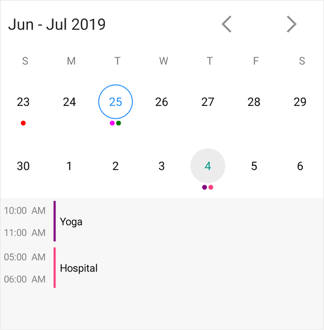 Jun - Jul 2019
S M T W T F S
23 24 25 26 27 28 29
30 1 2 3 4 5 6
10:00 AM
Yoga
11:00 AM
05:00 AM
Hospital
06:00 AM